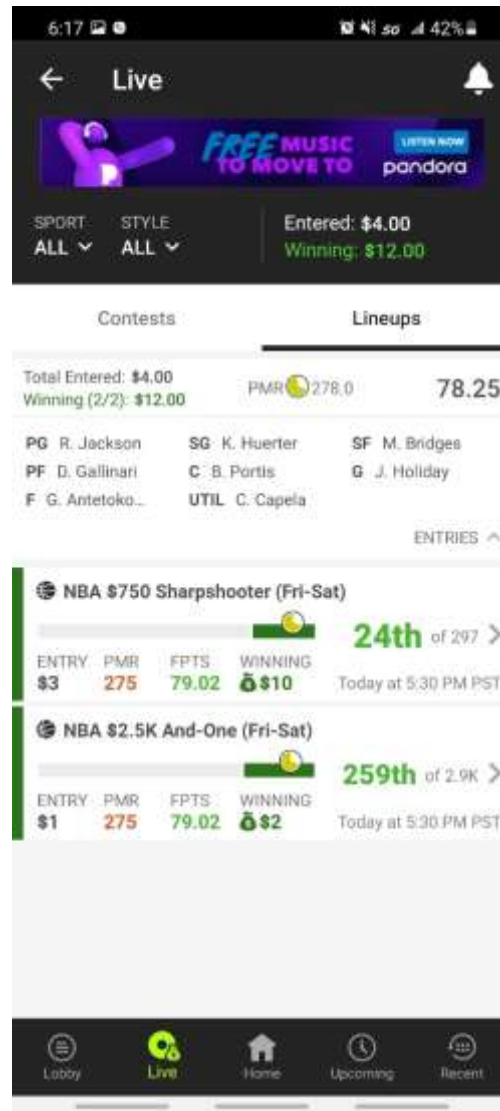 6:17 5G 42%
Live
FREE MUSIC
TO MOVE TO
LISTEN NOW
pandora
SPORT STYLE
ALL ALL
Entered: $4.00
Winning: $12.00
Contests Lineups
Total Entered: $4.00
Winning (2/2): $12.00
PMR 278.0 78.25
PG R. Jackson SG K. Huerter SF M. Bridges
PF D. Gallinari C B. Portis G J. Holiday
F G. Antetoko... UTIL C. Capela
ENTRIES
NBA $750 Sharpshooter (Fri-Sat)
24th of 297
ENTRY PMR FPTS WINNING
$3 275 79.02 $10 Today at 5:30 PM PST
NBA $2.5K And-One (Fri-Sat)
259th of 2.9K
ENTRY PMR FPTS WINNING
$1 275 79.02 $2 Today at 5:30 PM PST
Lobby Live Home Upcoming Recent